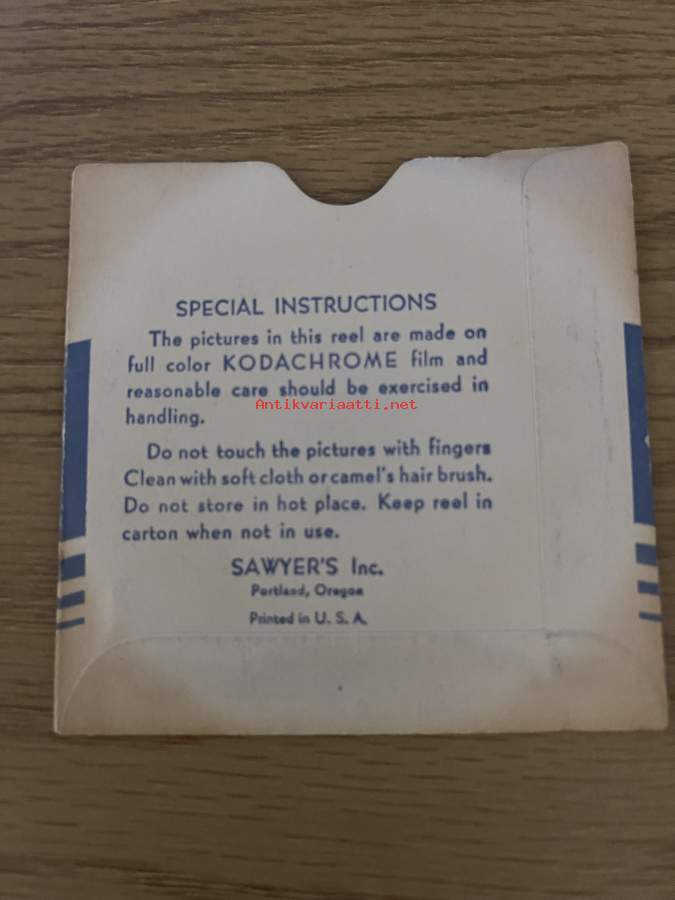 SPECIAL INSTRUCTIONS
The pictures in this reel are made on
full color KODACHROME film and
reasonable care should be exercised in
Antikvariaatti.net
handling.
Do not touch the pictures with fingers
Clean with soft cloth or camel's hair brush.
Do not store in hot place. Keep reel in
carton when not in use.
SAWYER'S Inc.
Portland, Oregon
Printed in U. S. A.